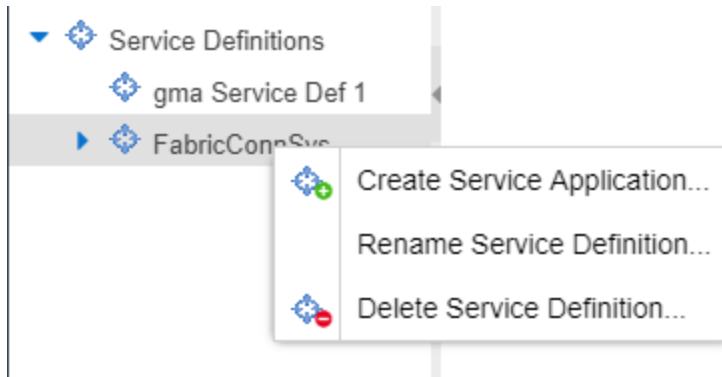 Service Definitions
gma Service Def 1
FabricConnSys
Create Service Application...
Rename Service Definition...
Delete Service Definition...